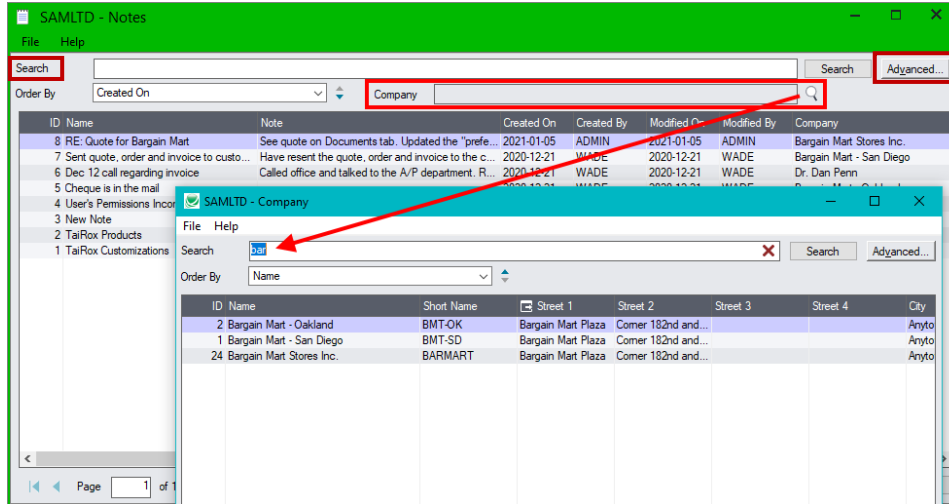 SAMLTD - Notes
File Help
Search Search Advanced...
Order By Created On Company
ID Name Note Created On Created By Modified On Modified By Company
8 RE: Quote for Bargain Mart See quote on Documents tab. Updated the "prefe... 2021-01-05 ADMIN 2021-01-05 ADMIN Bargain Mart Stores Inc.
7 Sent quote, order and invoice to custo... Have resent the quote, order and invoice to the c... 2020-12-21 WADE 2020-12-21 WADE Bargain Mart - San Diego
6 Dec 12 call regarding invoice Called office and talked to the A/P department. R... 2020-12-21 WADE 2020-12-21 WADE Dr. Dan Penn
5 Cheque is in the mail
4 User's Permissions Incor
3 New Note
2 TaiRox Products
1 TaiRox Customizations
Page 1 of 1
SAMLTD - Company
File Help
Search bar Search Advanced...
Order By Name
ID Name Short Name Street 1 Street 2 Street 3 Street 4 City
2 Bargain Mart - Oakland BMT-OK Bargain Mart Plaza Corner 182nd and... Anyto
1 Bargain Mart - San Diego BMT-SD Bargain Mart Plaza Corner 182nd and... Anyto
24 Bargain Mart Stores Inc. BARMART Bargain Mart Plaza Corner 182nd and... Anyto